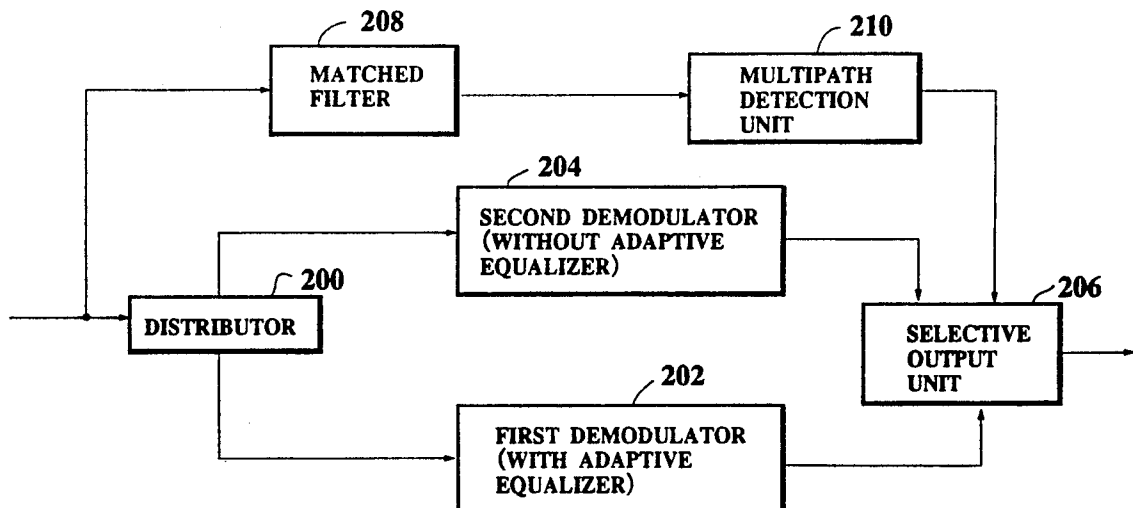 208
MATCHED
FILTER
210
MULTIPATH
DETECTION
UNIT
204
SECOND DEMODULATOR
(WITHOUT ADAPTIVE
EQUALIZER)
200
DISTRIBUTOR
206
SELECTIVE
OUTPUT
UNIT
202
FIRST DEMODULATOR
(WITH ADAPTIVE
EQUALIZER)